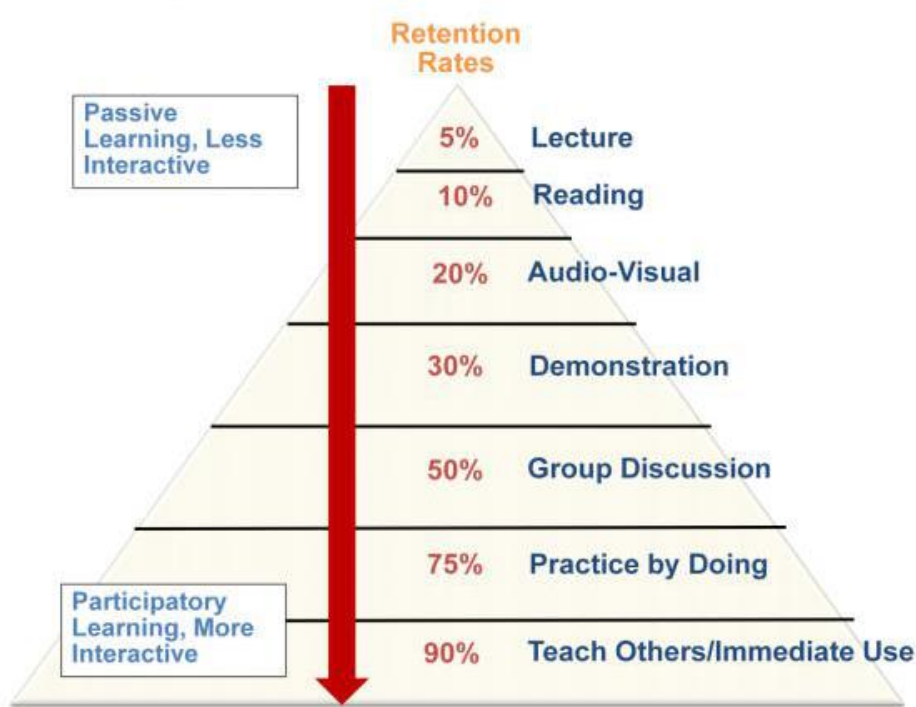 Retention
Rates
Passive
Learning, Less
Interactive
5% Lecture
10% Reading
20% Audio-Visual
30% Demonstration
50% Group Discussion
75% Practice by Doing
Participatory
Learning, More
Interactive
90% Teach Others/Immediate Use